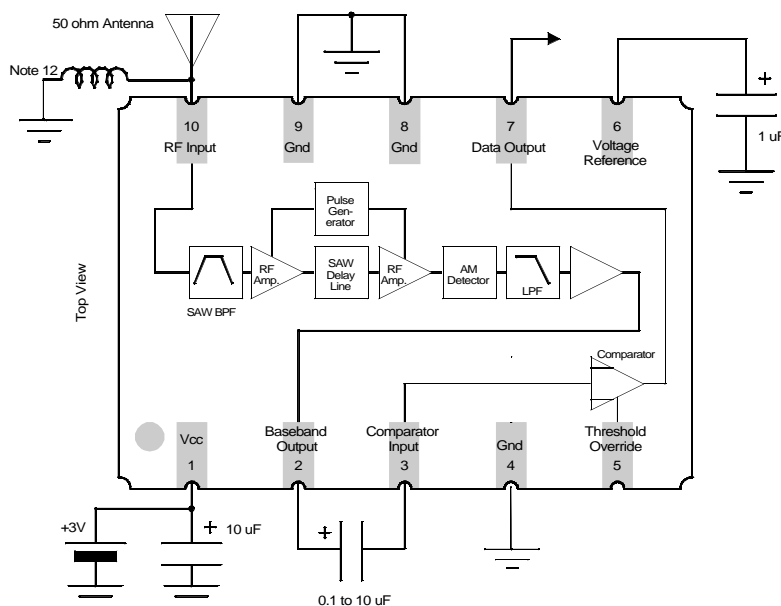 50 ohm Antenna
Note 12
+
1 uF
10
RF Input
9
Gnd
8
Gnd
7
Data Output
6
Voltage
Reference
Pulse
Gen-
erator
RF
Amp.
SAW
Delay
Line
RF
Amp.
AM
Detector
LPF
SAW BPF
Top View
Comparator
Vcc
1
Baseband
Output
2
Comparator
Input
3
Gnd
4
Threshold
Override
5
+3V
+
10 uF
+
0.1 to 10 uF